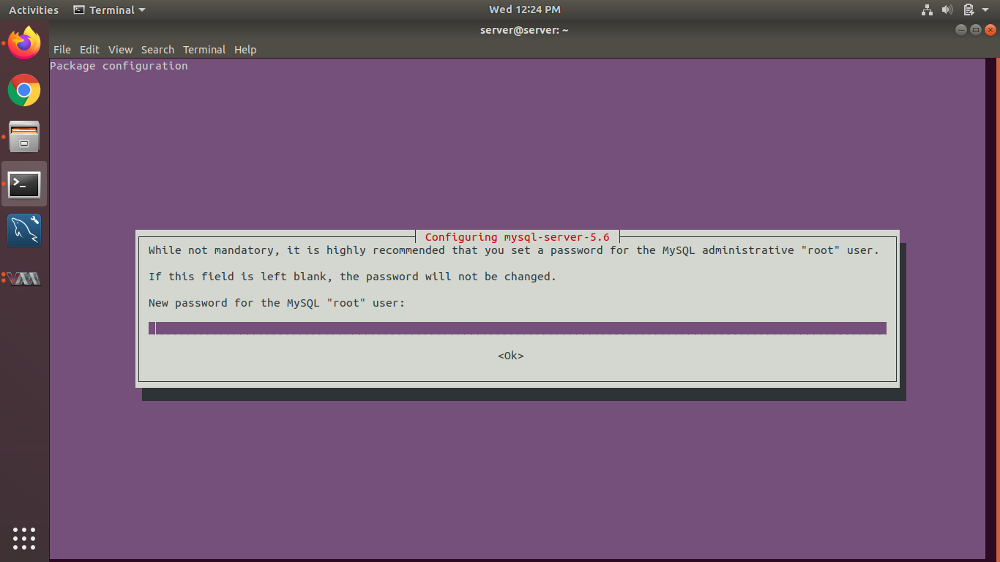 Activities Terminal Wed 12:24 PM
server@server: ~
File Edit View Search Terminal Help
Package configuration
Configuring mysql-server-5.6
While not mandatory, it is highly recommended that you set a password for the MySQL administrative "root" user.
If this field is left blank, the password will not be changed.
New password for the MySQL "root" user:
<Ok>